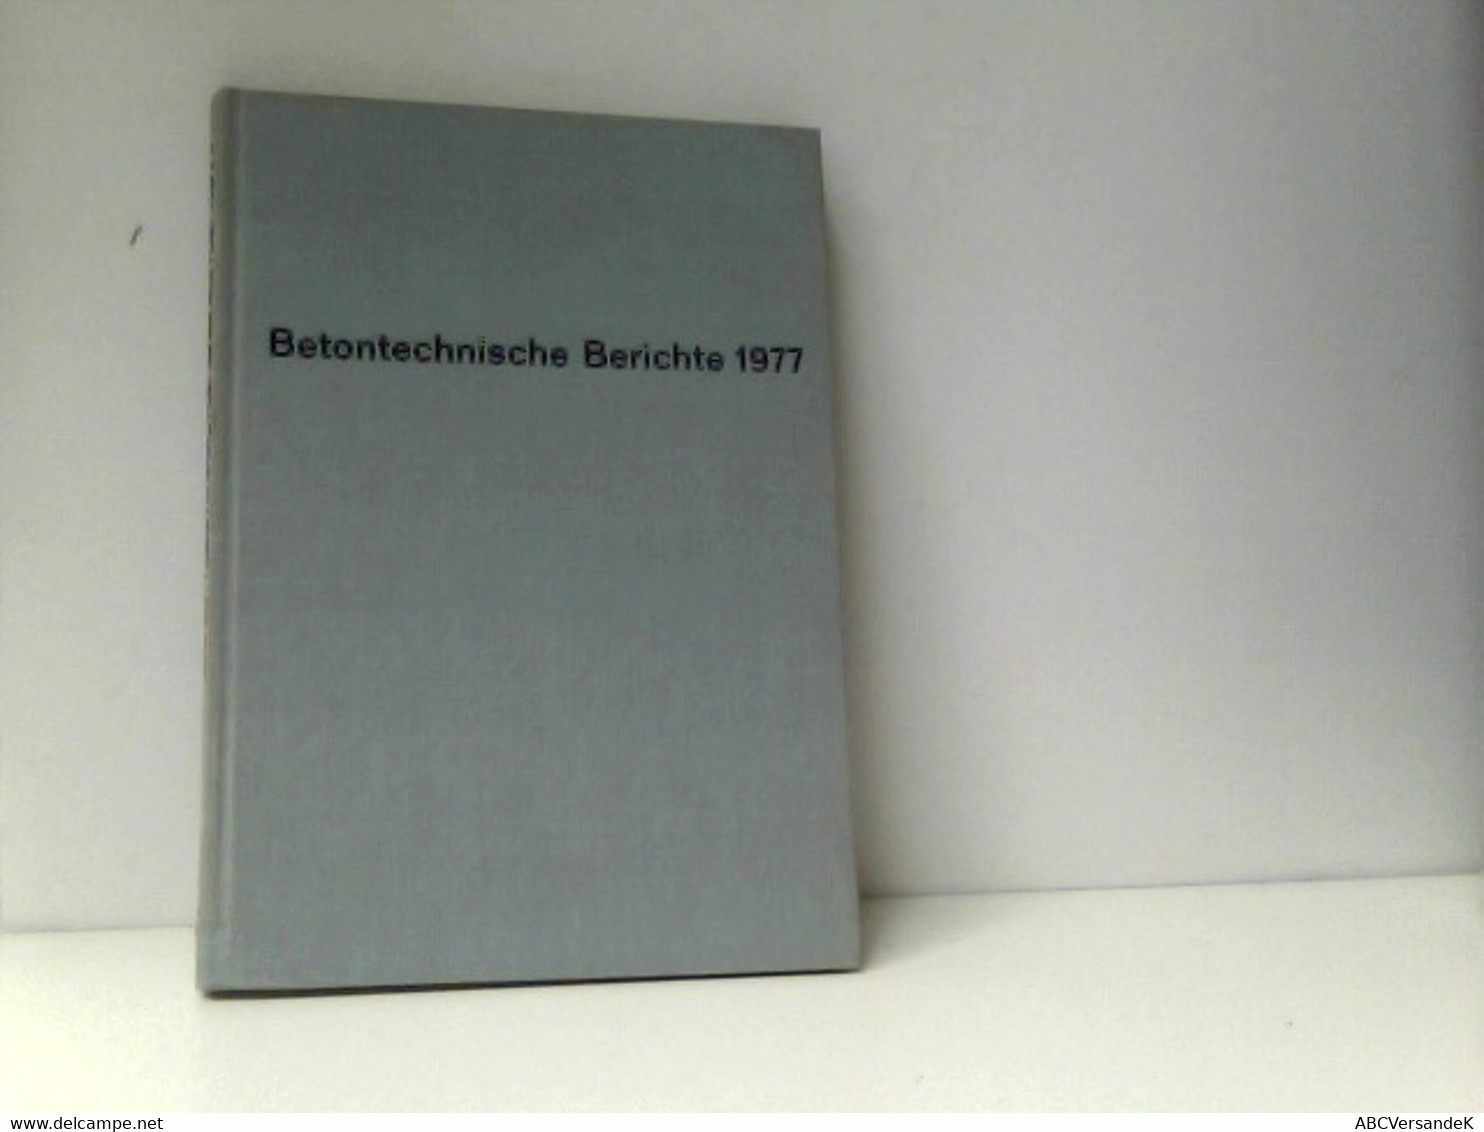 Betontechnische Berichte 1977
www.delcampe.net
ABCVersandeK